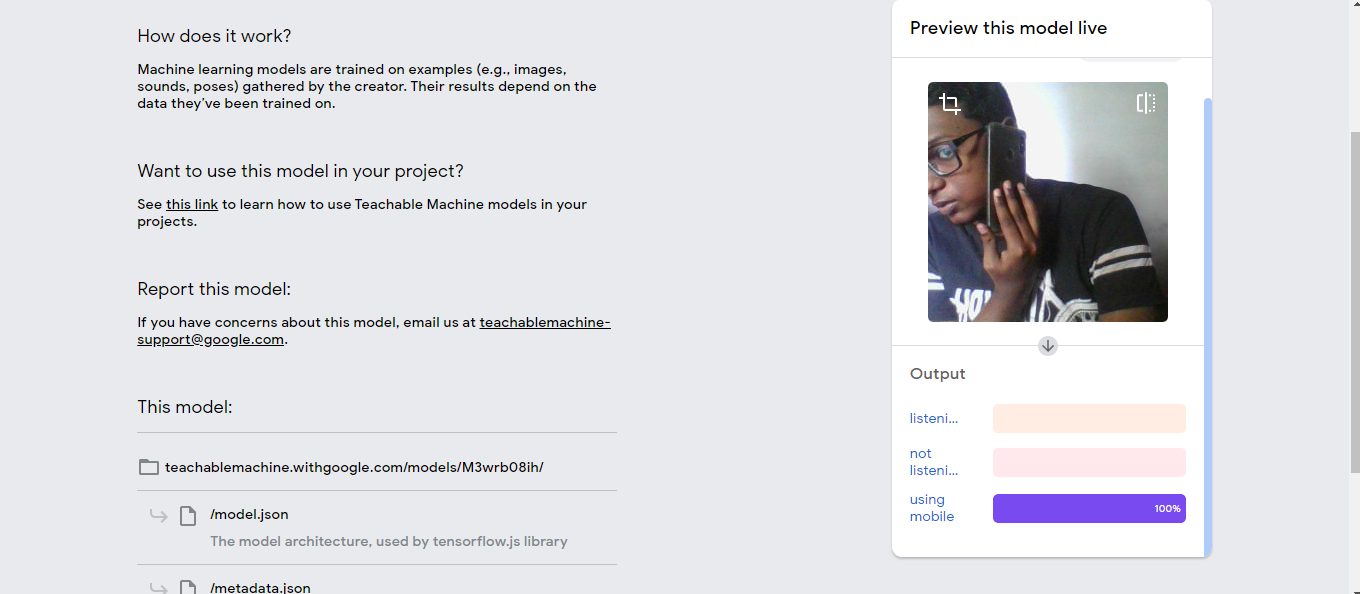 How does it work?
Machine learning models are trained on examples (e.g., images,
sounds, poses) gathered by the creator. Their results depend on the
data they've been trained on.
Want to use this model in your project?
See this link to learn how to use Teachable Machine models in your
projects.
Report this model:
If you have concerns about this model, email us at teachablemachine-
support@google.com.
This model:
teachablemachine.withgoogle.com/models/M3wrb08ih/
/model.json
The model architecture, used by tensorflow.js library
/metadata.json
Preview this model live
Output
listeni...
not
listeni...
using
mobile
100%